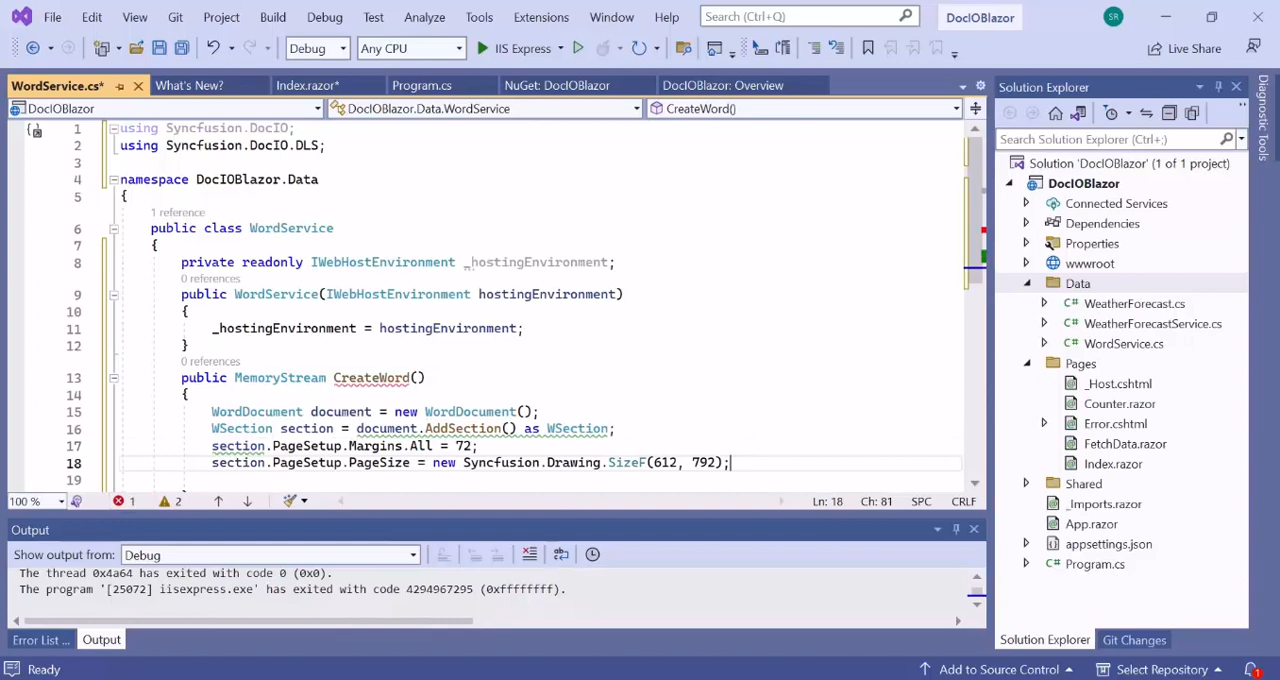 File Edit View Git Project Build Debug Test Analyze Tools Extensions Window Help Search (Ctrl+Q) DocIOBlazor SR
Debug Any CPU IIS Express Live Share
WordService.cs* What's New? Index.razor* Program.cs NuGet: DocIOBlazor DocIOBlazor: Overview
DocIOBlazor DocIOBlazor.Data.WordService CreateWord()
1 using Syncfusion.DocIO;
2 using Syncfusion.DocIO.DLS;
3
4 namespace DocIOBlazor.Data
5 {
1 reference
6 public class WordService
7 {
8 private readonly IWebHostEnvironment _hostingEnvironment;
0 references
9 public WordService(IWebHostEnvironment hostingEnvironment)
10 {
11 _hostingEnvironment = hostingEnvironment;
12 }
0 references
13 public MemoryStream CreateWord()
14 {
15 WordDocument document = new WordDocument();
16 WSection section = document.AddSection() as WSection;
17 section.PageSetup.Margins.All = 72;
18 section.PageSetup.PageSize = new Syncfusion.Drawing.SizeF(612, 792);
19
100 % 1 2 Ln: 18 Ch: 81 SPC CRLF
Output
Show output from: Debug
The thread 0x4a64 has exited with code 0 (0x0).
The program '[25072] iisexpress.exe' has exited with code 4294967295 (0xffffffff).
Error List ... Output
Solution Explorer
Search Solution Explorer (Ctrl+;)
Solution 'DocIOBlazor' (1 of 1 project)
DocIOBlazor
Connected Services
Dependencies
Properties
wwwroot
Data
WeatherForecast.cs
WeatherForecastService.cs
WordService.cs
Pages
_Host.cshtml
Counter.razor
Error.cshtml
FetchData.razor
Index.razor
Shared
_Imports.razor
App.razor
appsettings.json
Program.cs
Solution Explorer Git Changes
Diagnostic Tools
Ready Add to Source Control Select Repository 1